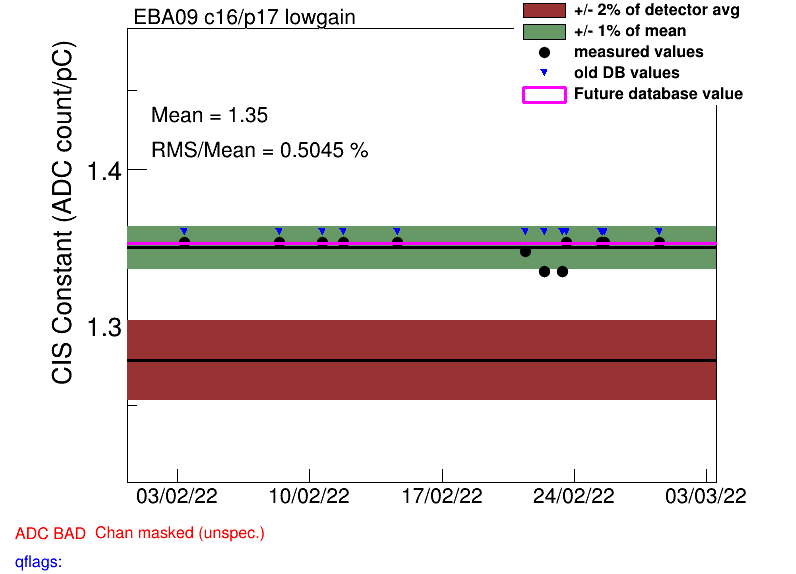 EBA09 c16/p17 lowgain
+/- 2% of detector avg
+/- 1% of mean
measured values
old DB values
Future database value
Mean = 1.35
RMS/Mean = 0.5045 %
CIS Constant (ADC count/pC)
1.4
1.3
03/02/22 10/02/22 17/02/22 24/02/22 03/03/22
ADC BAD Chan masked (unspec.)
qflags: